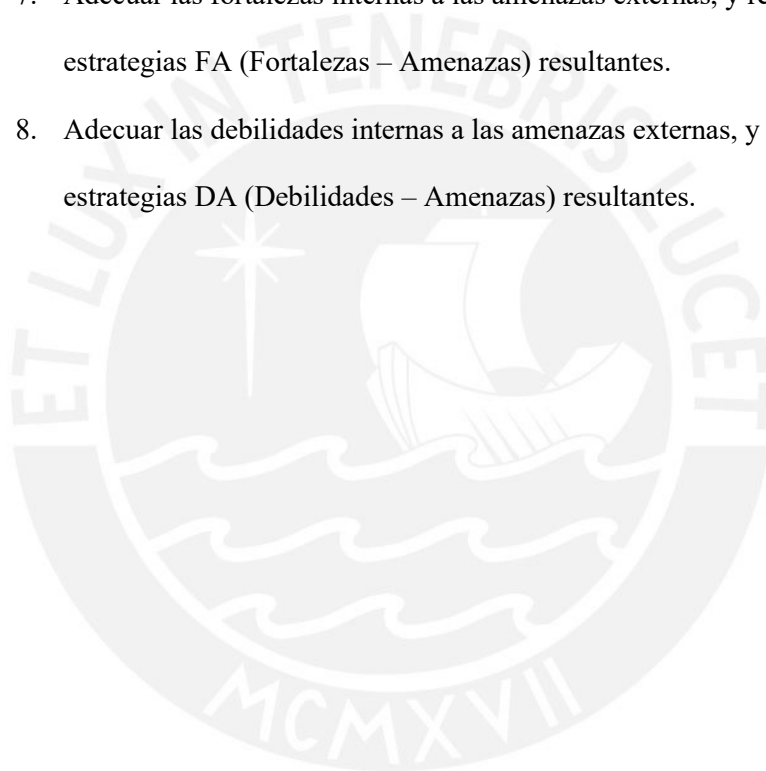 7. Adecuar las fortalezas internas a las amenazas externas, y
estrategias FA (Fortalezas – Amenazas) resultantes.
8. Adecuar las debilidades internas a las amenazas externas, y
estrategias DA (Debilidades – Amenazas) resultantes.
ET LUX IN TENEBRIS LUCET
MCMXVII